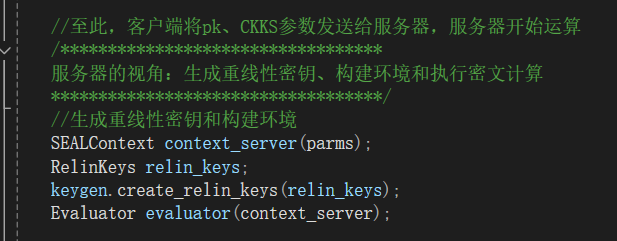 //至此，客户端将pk、CKKS参数发送给服务器，服务器开始运算
/**********************************
服务器的视角：生成重线性密钥、构建环境和执行密文计算
***********************************/
//生成重线性密钥和构建环境
SEALContext context_server(parms);
RelinKeys relin_keys;
keygen.create_relin_keys(relin_keys);
Evaluator evaluator(context_server);